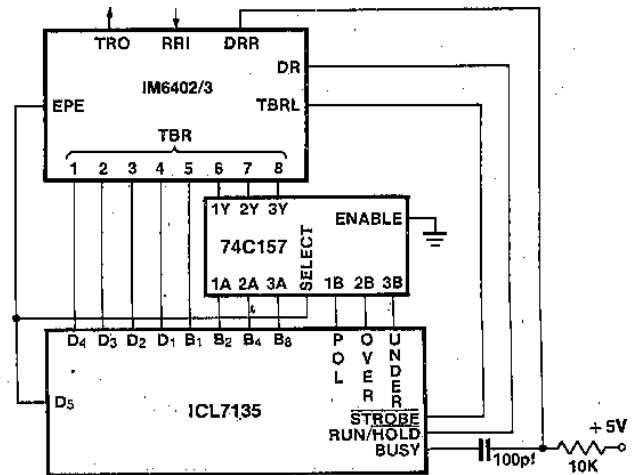 TRO RRI DRR
DR
IM6402/3
EPE TBRL
TBR
1 2 3 4 5 6 7 8
1Y 2Y 3Y
ENABLE
74C157
SELECT
1A 2A 3A 1B 2B 3B
D4 D3 D2 D1 B1 B2 B4 B8
POL
OVER
UNDER
D5
ICL7135
STROBE
RUN/HOLD
BUSY
100pf
+5V
10K